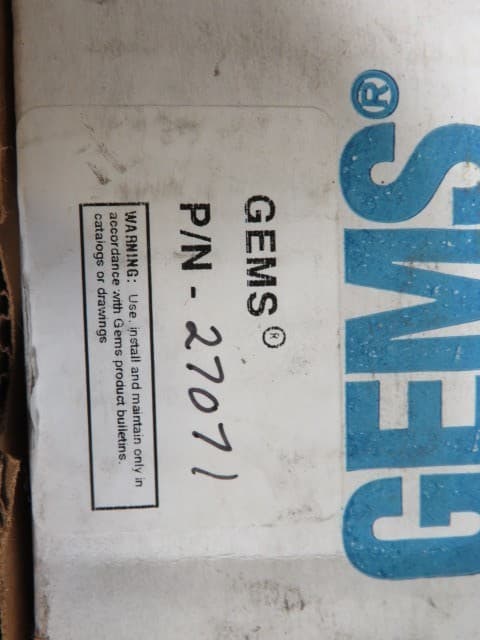 GEMS®
GEMS®
P/N - 27071
WARNING: Use, install and maintain only in
accordance with Gems product bulletins,
catalogs or drawings